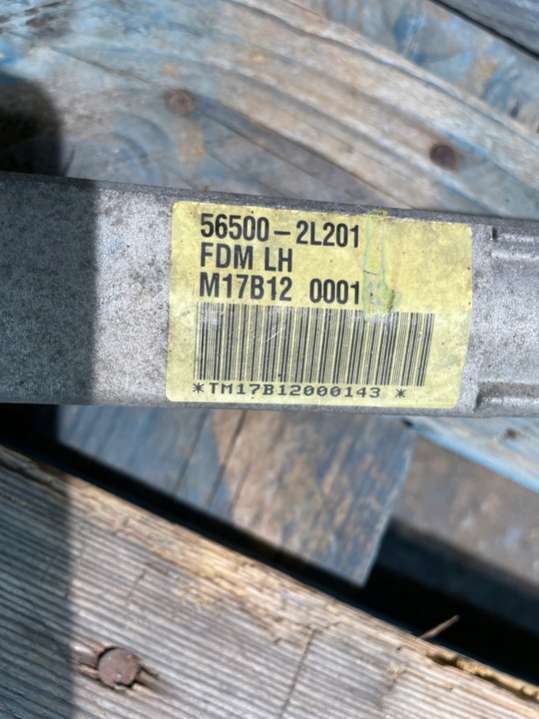 56500-2L201
FDM LH
M17B12 0001
*TM17B12000143 *